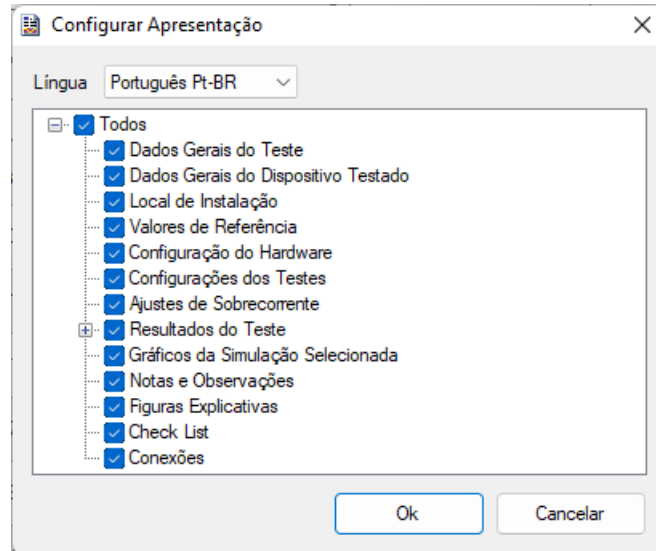 Configurar Apresentação
Língua Português Pt-BR
Todos
Dados Gerais do Teste
Dados Gerais do Dispositivo Testado
Local de Instalação
Valores de Referência
Configuração do Hardware
Configurações dos Testes
Ajustes de Sobrecorrente
Resultados do Teste
Gráficos da Simulação Selecionada
Notas e Observações
Figuras Explicativas
Check List
Conexões
Ok Cancelar